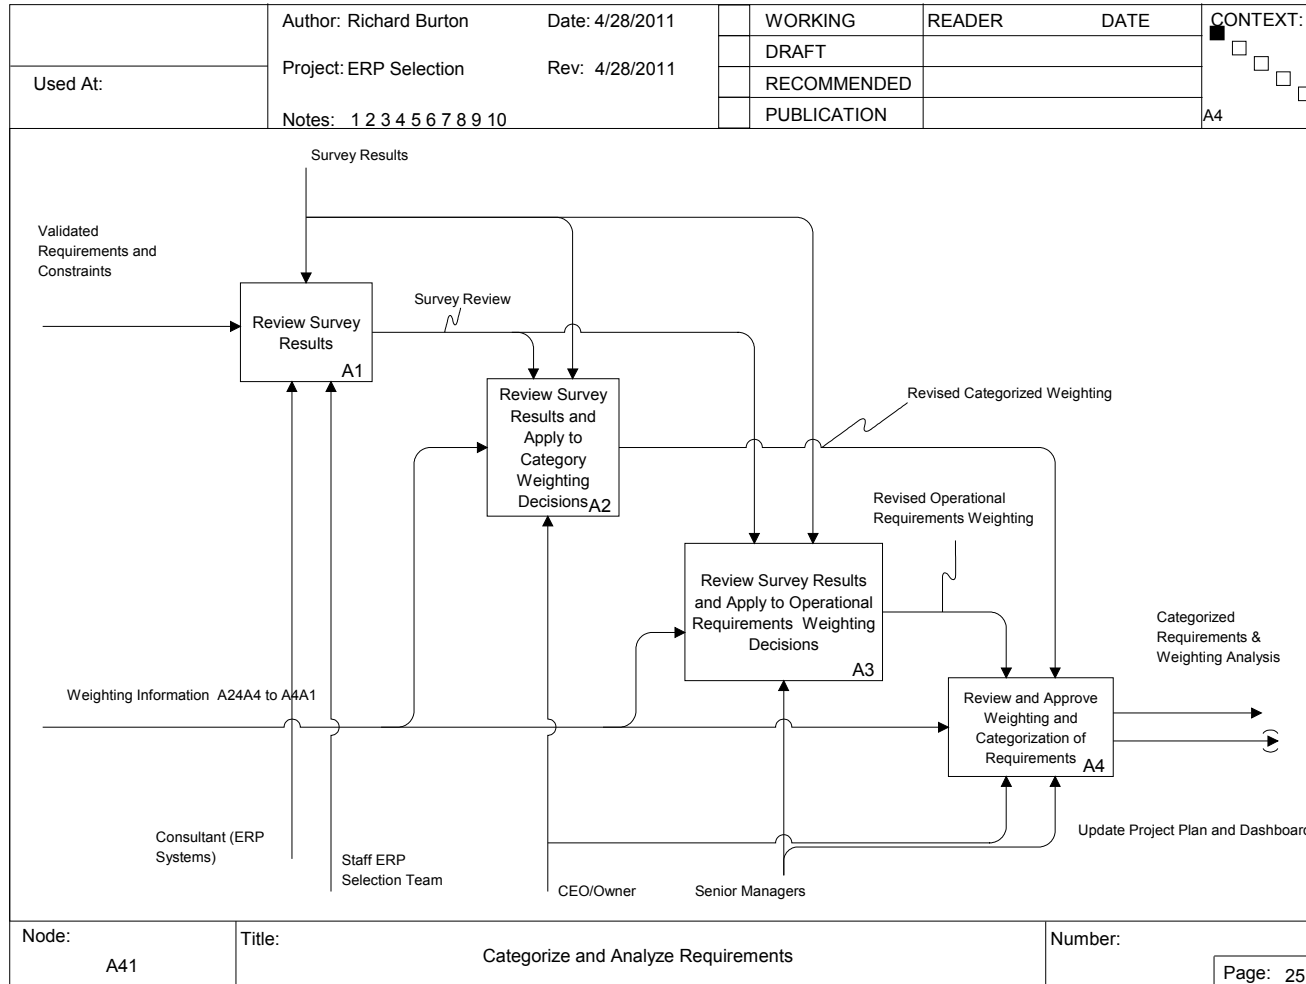 Author: Richard Burton Date: 4/28/2011
Project: ERP Selection Rev: 4/28/2011
Notes: 1 2 3 4 5 6 7 8 9 10
Used At:
WORKING READER DATE
DRAFT
RECOMMENDED
PUBLICATION
CONTEXT:
A4
Survey Results
Validated
Requirements and
Constraints
Review Survey
Results
A1
Survey Review
Review Survey
Results and
Apply to
Category
Weighting
Decisions
A2
Revised Categorized Weighting
Revised Operational
Requirements Weighting
Review Survey Results
and Apply to Operational
Requirements Weighting
Decisions
A3
Categorized
Requirements &
Weighting Analysis
Weighting Information A24A4 to A4A1
Review and Approve
Weighting and
Categorization of
Requirements
A4
Update Project Plan and Dashboard
Consultant (ERP
Systems)
Staff ERP
Selection Team
CEO/Owner
Senior Managers
Node:
A41
Title:
Categorize and Analyze Requirements
Number:
Page: 25